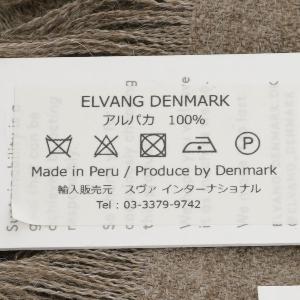 ELVANG DENMARK
アルパカ 100%
Made in Peru / Produce by Denmark
輸入販売元 スヴァ インターナショナル
Tel : 03-3379-9742